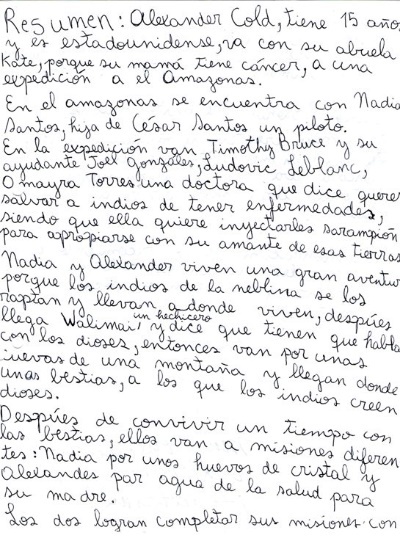 Resumen: Alexander Cold, tiene 15 años
y es estadounidense, va con su abuela
Kate, porque su mamá tiene cáncer, a una
expedición a el Amazonas.
En el amazonas se encuentra con Nadia
Santos, hija de César Santos un piloto.
En la expedición van Timothy Bruce y su
ayudante Joel gonzáles, Ludovic Leblanc,
Omayra Torres una doctora que dice querer
salvar a indios de tener enfermedades,
siendo que ella quiere inyectarles sarampión
para apropiarse con su amante de esas tierras.
Nadia y Alexander viven una gran aventur
porque los indios de la neblina se los
raptan y llevan a donde viven, despúes
llega Walimai, un hechicero y dice que tienen que habla
con los dioses, entonces van por unas
cuevas de una montaña y llegan donde
unas bestias, a los que los indios creen
dioses.
Despúes de convivir un tiempo con
las bestias, ellos van a misiones diferen
tes: Nadia por unos huevos de cristal y
Alexandes par agua de la salud para
su madre.
Los dos logran completar sus misiones con